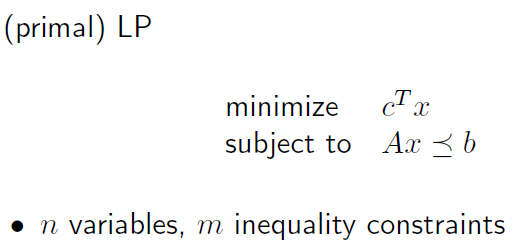 (primal) LP
minimize c^T x
subject to Ax ⪯ b
• n variables, m inequality constraints